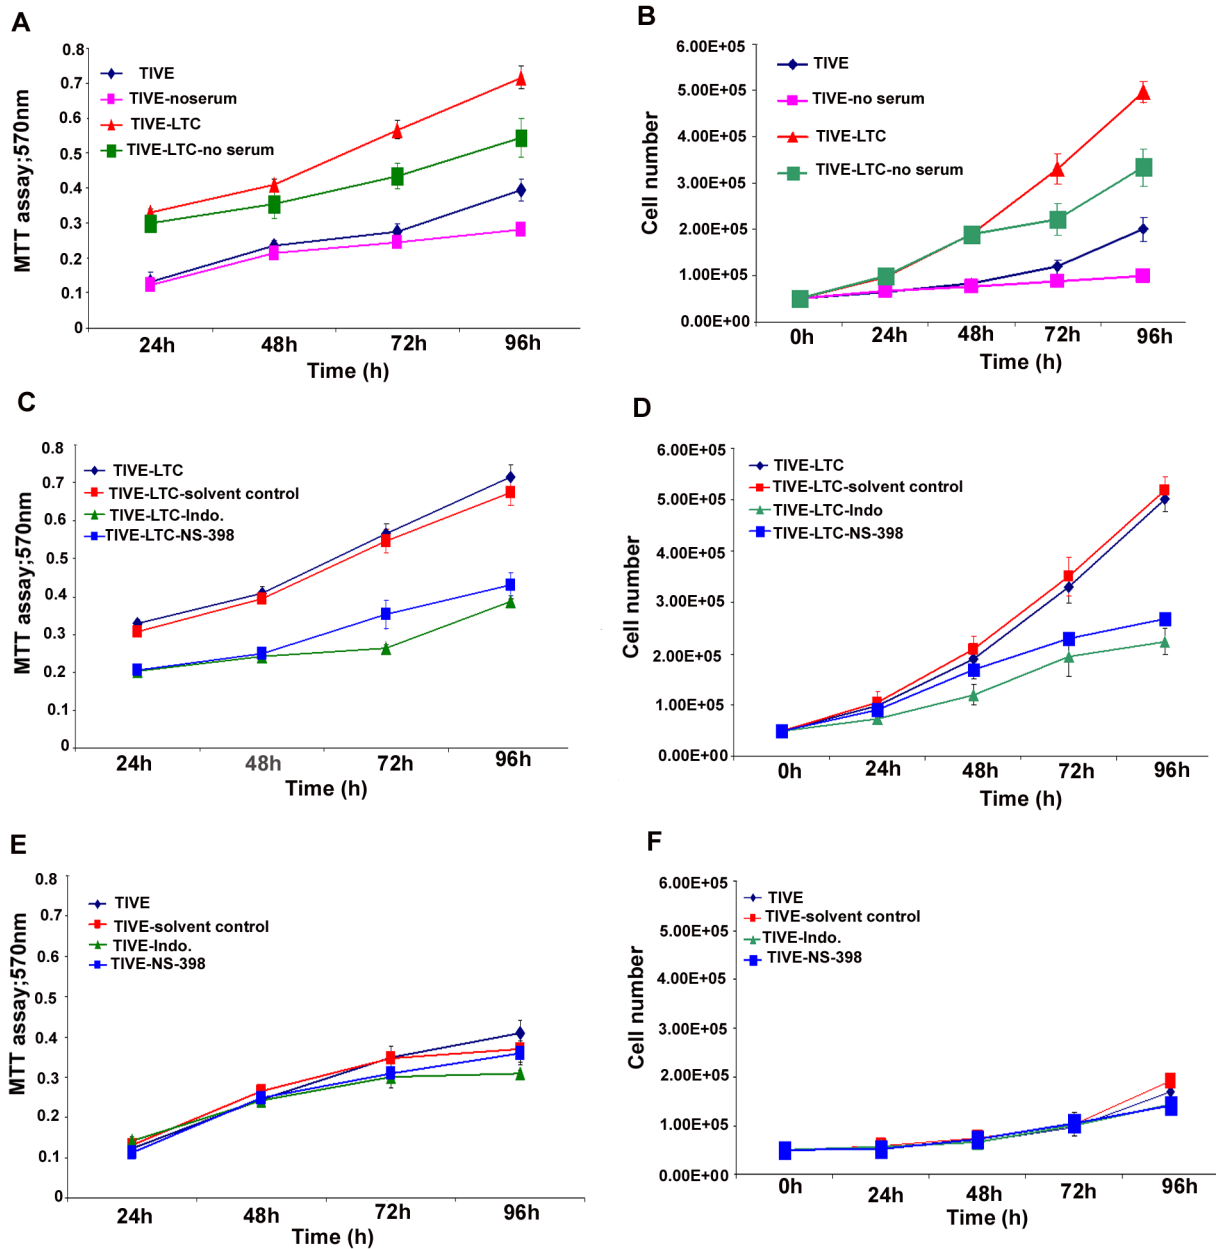 A
0.8
0.7
0.6
0.5
0.4
0.3
0.2
0.1
0
MTT assay;570nm
TIVE
TIVE-noserum
TIVE-LTC
TIVE-LTC-no serum
24h 48h 72h 96h
Time (h)
B
6.00E+05
5.00E+05
4.00E+05
3.00E+05
2.00E+05
1.00E+05
0.00E+00
Cell number
TIVE
TIVE-no serum
TIVE-LTC
TIVE-LTC-no serum
0h 24h 48h 72h 96h
Time (h)
C
0.8
0.7
0.6
0.5
0.4
0.3
0.2
0.1
0
MTT assay;570nm
TIVE-LTC
TIVE-LTC-solvent control
TIVE-LTC-Indo.
TIVE-LTC-NS-398
24h 48h 72h 96h
Time (h)
D
6.00E+05
5.00E+05
4.00E+05
3.00E+05
2.00E+05
1.00E+05
0.00E+00
Cell number
TIVE-LTC
TIVE-LTC-solvent control
TIVE-LTC-Indo
TIVE-LTC-NS-398
0h 24h 48h 72h 96h
Time (h)
E
0.8
0.7
0.6
0.5
0.4
0.3
0.2
0.1
0
MTT assay;570nm
TIVE
TIVE-solvent control
TIVE-Indo.
TIVE-NS-398
24h 48h 72h 96h
Time (h)
F
6.00E+05
5.00E+05
4.00E+05
3.00E+05
2.00E+05
1.00E+05
0.00E+00
Cell number
TIVE
TIVE-solvent control
TIVE-Indo.
TIVE-NS-398
0h 24h 48h 72h 96h
Time (h)